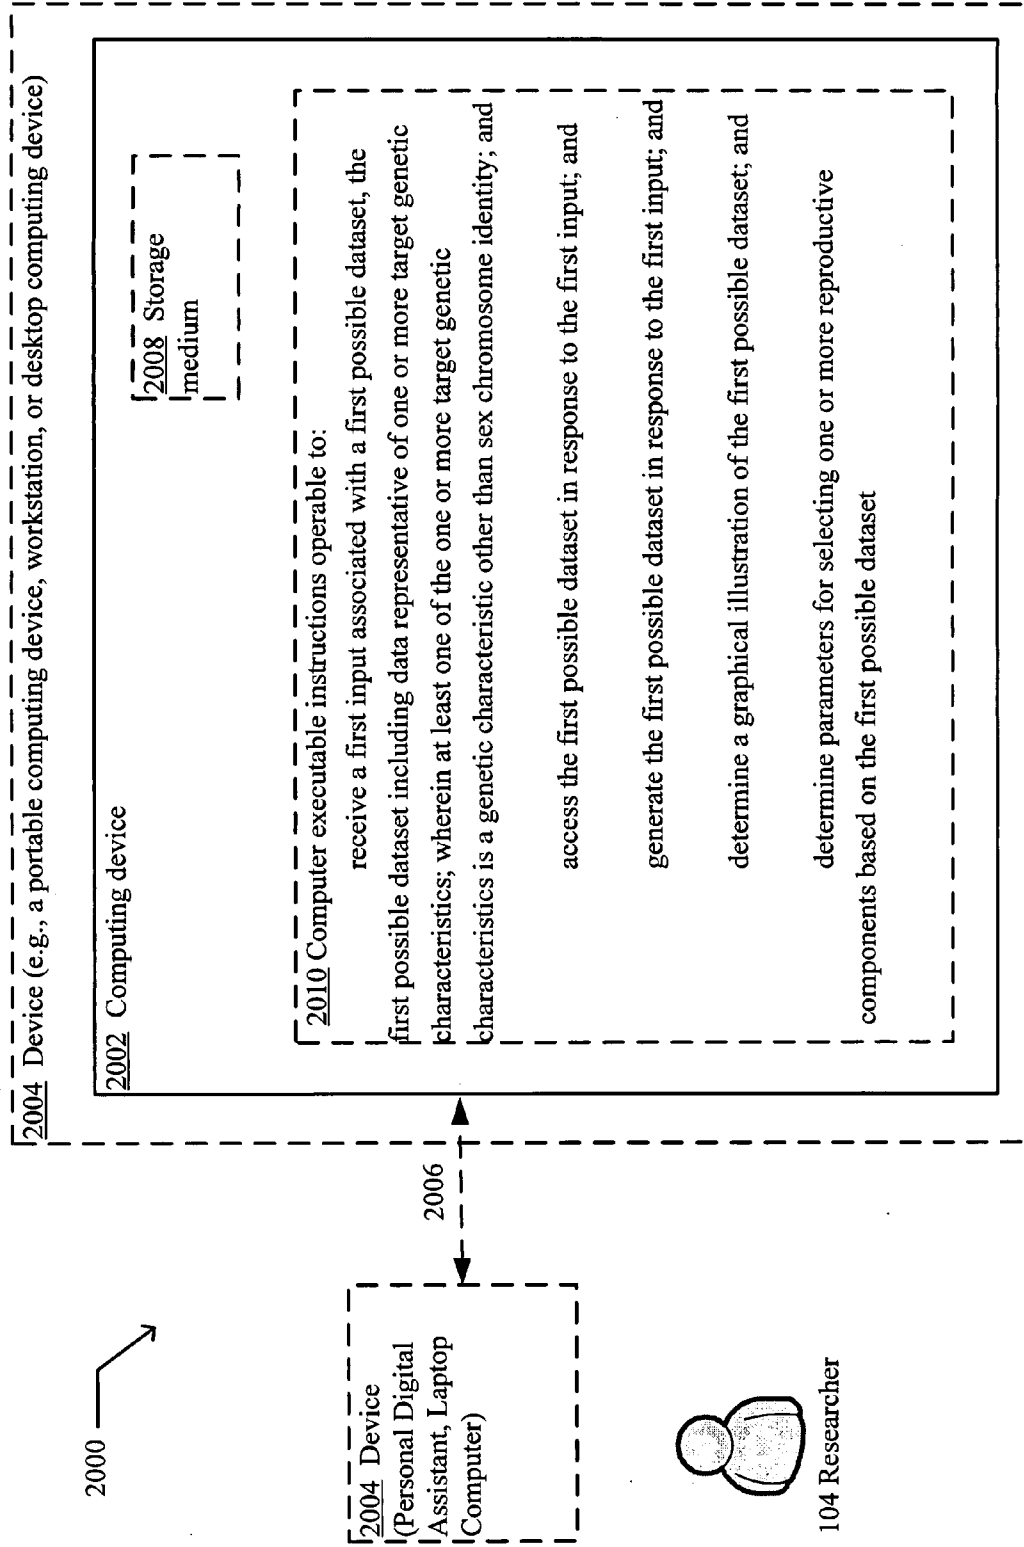 2000
2004 Device (e.g., a portable computing device, workstation, or desktop computing device)
2002 Computing device
2008 Storage
medium
2010 Computer executable instructions operable to:
receive a first input associated with a first possible dataset, the
first possible dataset including data representative of one or more target genetic
characteristics; wherein at least one of the one or more target genetic
characteristics is a genetic characteristic other than sex chromosome identity; and
access the first possible dataset in response to the first input; and
generate the first possible dataset in response to the first input; and
determine a graphical illustration of the first possible dataset; and
determine parameters for selecting one or more reproductive
components based on the first possible dataset
2006
2004 Device
(Personal Digital
Assistant, Laptop
Computer)
104 Researcher